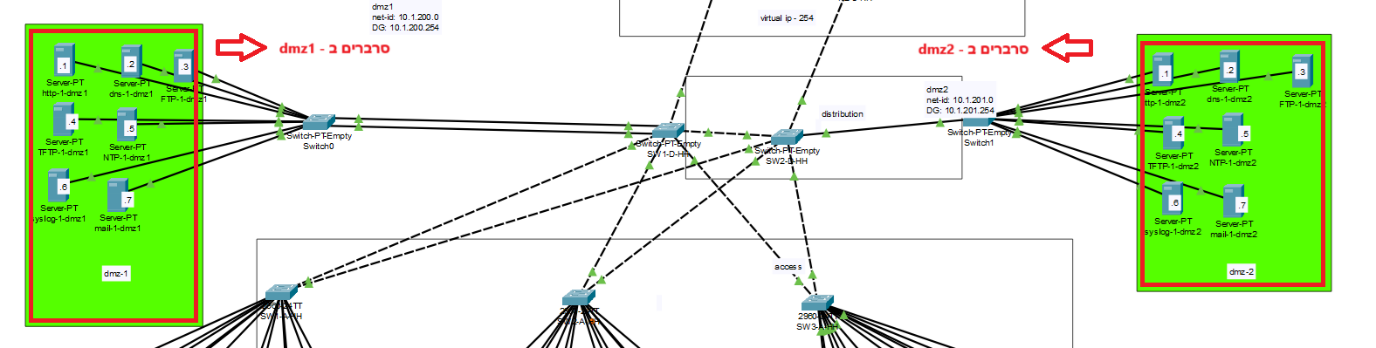 dmz1
net-id: 10.1.200.0
DG: 10.1.200.254
virtual ip - 254
סרברים ב - dmz1
סרברים ב - dmz2
.1
Server-PT
http-1-dmz1
.2
Server-PT
dns-1-dmz1
.3
Server-PT
FTP-1-dmz1
.4
Server-PT
TFTP-1-dmz1
.5
Server-PT
NTP-1-dmz1
.6
Server-PT
syslog-1-dmz1
.7
Server-PT
mail-1-dmz1
dmz-1
Switch-PT-Empty
Switch0
Switch-PT-Empty
SW1-D-HH
Switch-PT-Empty
SW2-D-HH
distribution
dmz2
net-id: 10.1.201.0
DG: 10.1.201.254
Switch-PT-Empty
Switch1
.1
Server-PT
http-1-dmz2
.2
Server-PT
dns-1-dmz2
.3
Server-PT
FTP-1-dmz2
.4
Server-PT
TFTP-1-dmz2
.5
Server-PT
NTP-1-dmz2
.6
Server-PT
syslog-1-dmz2
.7
Server-PT
mail-1-dmz2
dmz-2
access
SW1-A-HH
SW3-A-HH